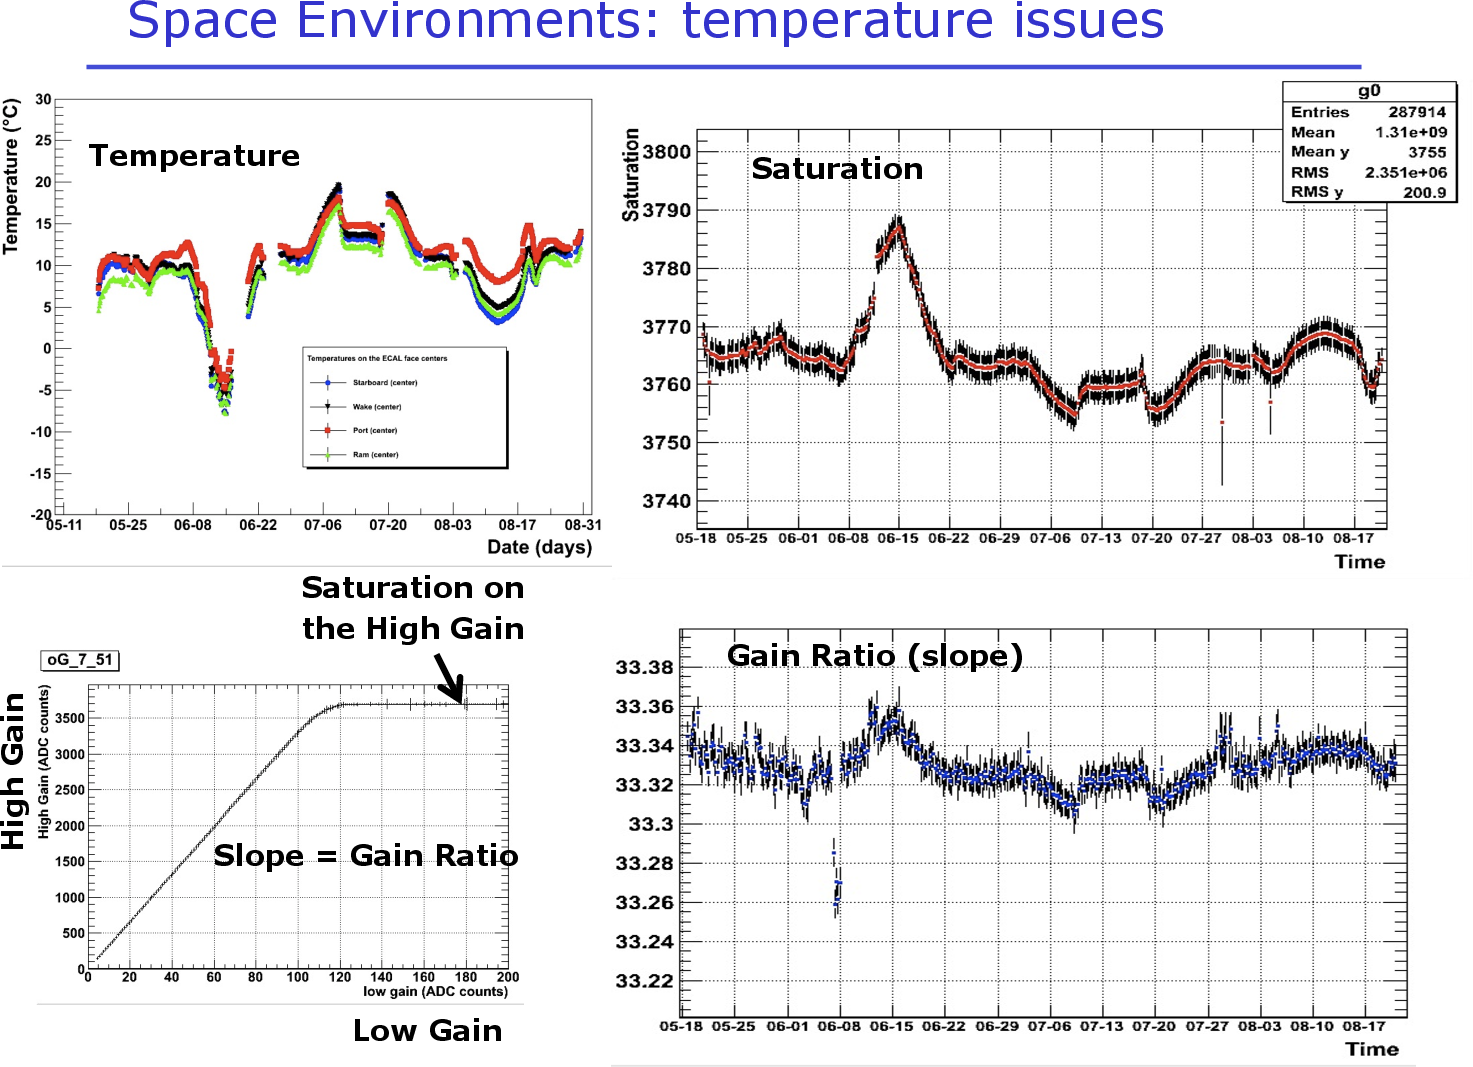 Space Environments: temperature issues
Temperature (°C)
30
25
20
15
10
5
0
-5
-10
-15
-20
Temperature
Temperatures on the ECAL face centers
Starboard (center)
Wake (center)
Port (center)
Ram (center)
05-11 05-25 06-08 06-22 07-06 07-20 08-03 08-17 08-31
Date (days)
g0
Entries 287914
Mean 1.31e+09
Mean y 3755
RMS 2.351e+06
RMS y 200.9
Saturation
Saturation
3800
3790
3780
3770
3760
3750
3740
05-18 05-25 06-01 06-08 06-15 06-22 06-29 07-06 07-13 07-20 07-27 08-03 08-10 08-17
Time
Saturation on
the High Gain
oG_7_51
High Gain
High Gain (ADC counts)
3500
3000
2500
2000
1500
1000
500
0
Slope = Gain Ratio
0 20 40 60 80 100 120 140 160 180 200
low gain (ADC counts)
Low Gain
Gain Ratio (slope)
33.38
33.36
33.34
33.32
33.3
33.28
33.26
33.24
33.22
05-18 05-25 06-01 06-08 06-15 06-22 06-29 07-06 07-13 07-20 07-27 08-03 08-10 08-17
Time